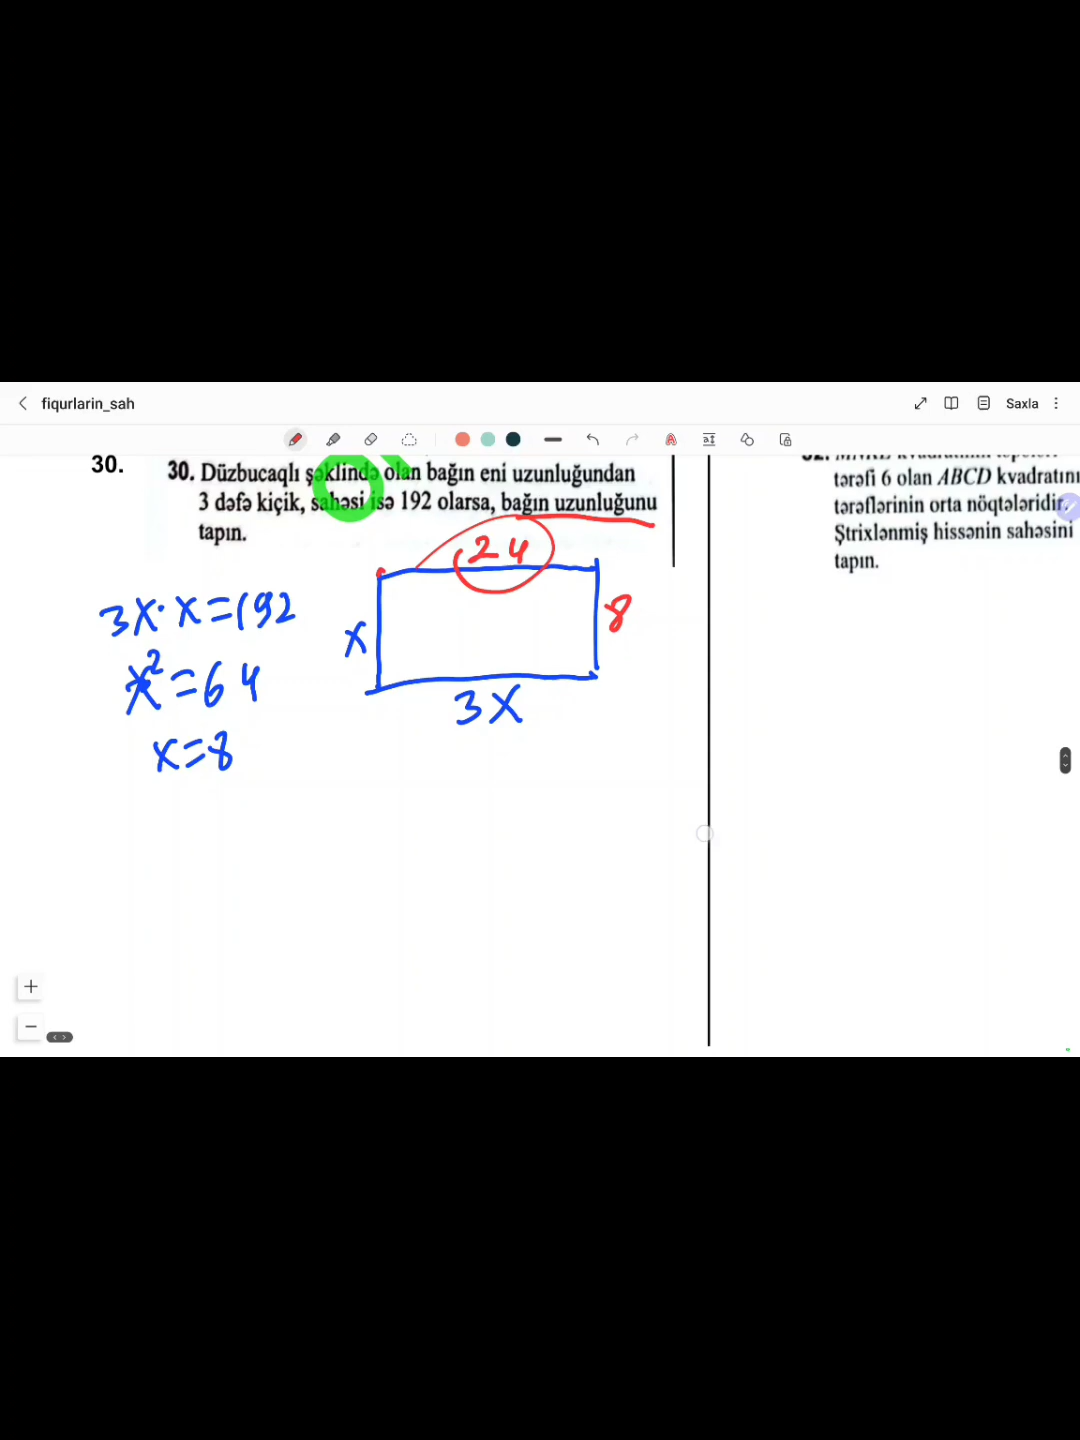 fiqurlarin_sah
Saxla
30.
30. Düzbucaqlı şəklində olan bağın eni uzunluğundan
3 dəfə kiçik, sahəsi isə 192 olarsa, bağın uzunluğunu
tapın.
24
3x·x=192
x
8
x²=64
3x
x=8
tərəfi 6 olan ABCD kvadratını
tərəflərinin orta nöqtələridir.
Ştrixlənmiş hissənin sahəsini
tapın.